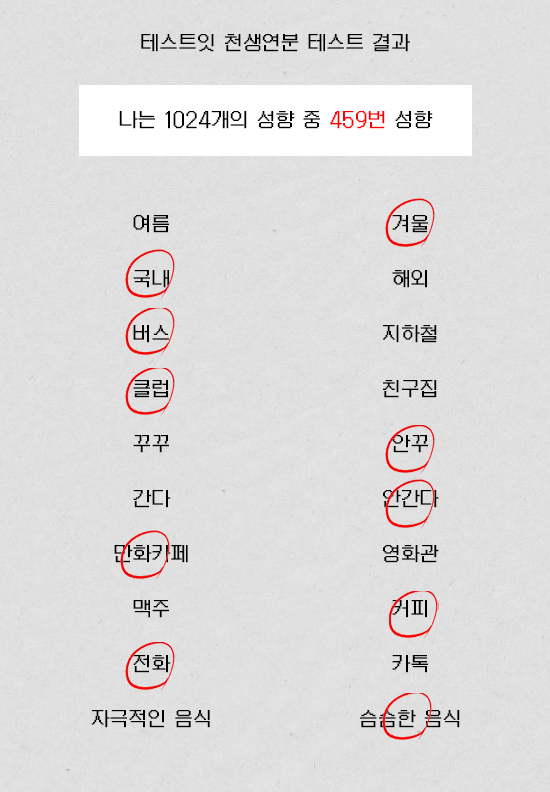 테스트잇 천생연분 테스트 결과
나는 1024개의 성향 중 459번 성향
여름 겨울
국내 해외
버스 지하철
클럽 친구집
꾸꾸 안꾸
간다 안간다
만화카페 영화관
맥주 커피
전화 카톡
자극적인 음식 슴슴한 음식